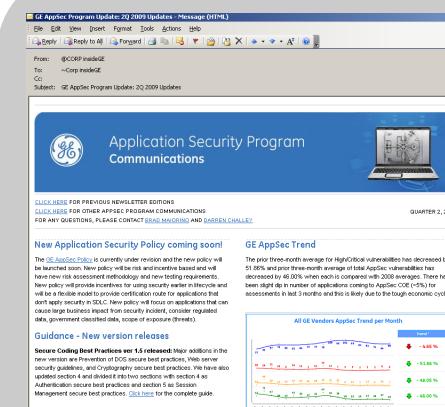 GE AppSec Program Update: 2Q 2009 Updates - Message (HTML)
File Edit View Insert Format Tools Actions Help
Reply Reply to All Forward
From: @CORP insideGE
To: ~Corp insideGE
Cc:
Subject: GE AppSec Program Update: 2Q 2009 Updates
Application Security Program
Communications
CLICK HERE FOR PREVIOUS NEWSLETTER EDITIONS
CLICK HERE FOR OTHER APPSEC PROGRAM COMMUNICATIONS
FOR ANY QUESTIONS, PLEASE CONTACT BRAD MAIORINO AND DARREN CHALLEY
QUARTER 2, 2
New Application Security Policy coming soon!
The GE AppSec Policy is currently under revision and the new policy will
be launched soon. New policy will be risk and incentive based and will
have new risk assessment methodology and new testing requirements.
New policy will provide incentives for using security earlier in lifecycle and
will be a flexible model to provide certification route for applications that
don't apply security in SDLC. New policy will focus on applications that can
cause large business impact from security incident, consider regulated
data, government classified data, scope of exposure (threats).
Guidance - New version releases
Secure Coding Best Practices ver 1.5 released: Major additions in the
new version are Prevention of DOS secure best practices, Web server
security guidelines, and Cryptography secure best practices. We have also
updated section 4 and divided it into two sections with section 4 as
Authentication secure best practices and section 5 as Session
Management secure best practices. Click here for the complete guide.
GE AppSec Trend
The prior three-month average for High/Critical vulnerabilities has decreased b
51.86% and prior three-month average of total AppSec vulnerabilities has
decreased by 46.00% when each is compared with 2008 averages. There ha
been slight dip in number of applications coming to AppSec COE (~5%) for
assessments in last 3 months and this is likely due to the tough economic cycl
All GE Vendors AppSec Trend per Month
Trend*